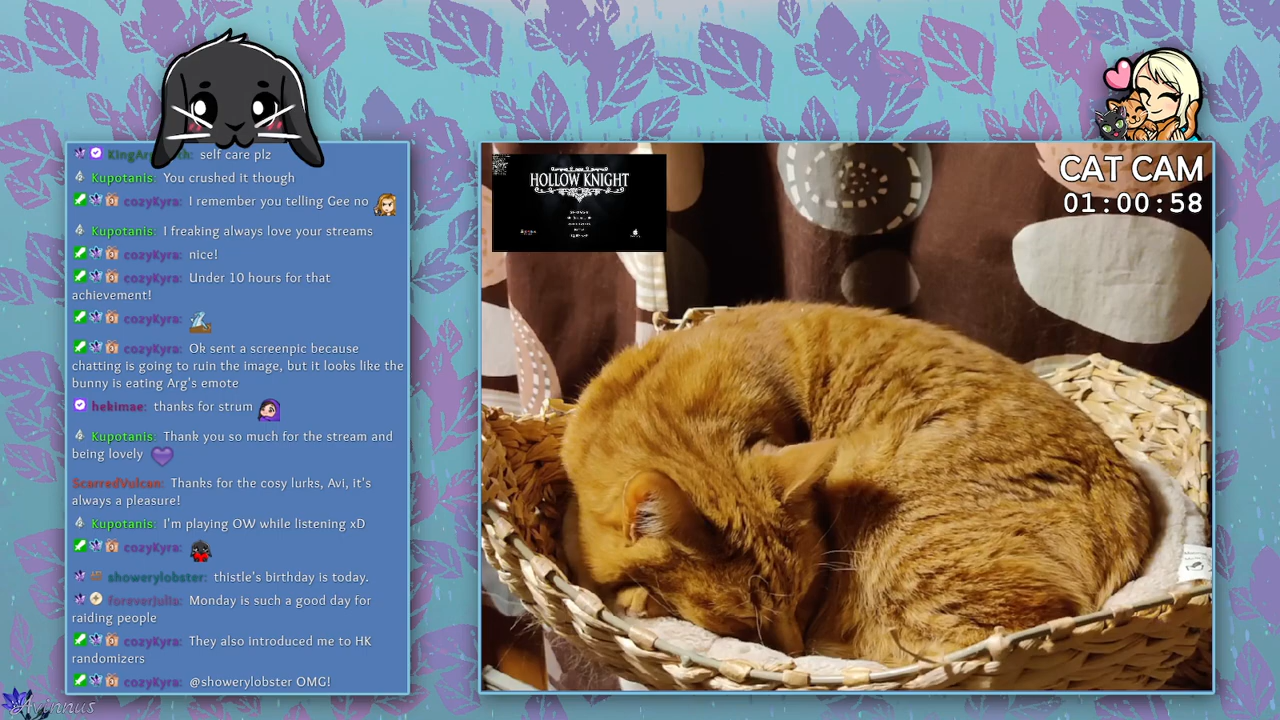 self care plz
Kupotanis: You crushed it though
cozyKyra: I remember you telling Gee no
Kupotanis: I freaking always love your streams
cozyKyra: nice!
cozyKyra: Under 10 hours for that
achievement!
cozyKyra:
cozyKyra: Ok sent a screenpic because
chatting is going to ruin the image, but it looks like the
bunny is eating Arg's emote
hekimae: thanks for strum
Kupotanis: Thank you so much for the stream and
being lovely
ScarredVulcan: Thanks for the cosy lurks, Avi, it's
always a pleasure!
Kupotanis: I'm playing OW while listening xD
cozyKyra:
showerylobster: thistle's birthday is today.
foreverjulia: Monday is such a good day for
raiding people
cozyKyra: They also introduced me to HK
randomizers
cozyKyra: @showerylobster OMG!
Avinnus
HOLLOW KNIGHT
CAT CAM
01:00:58